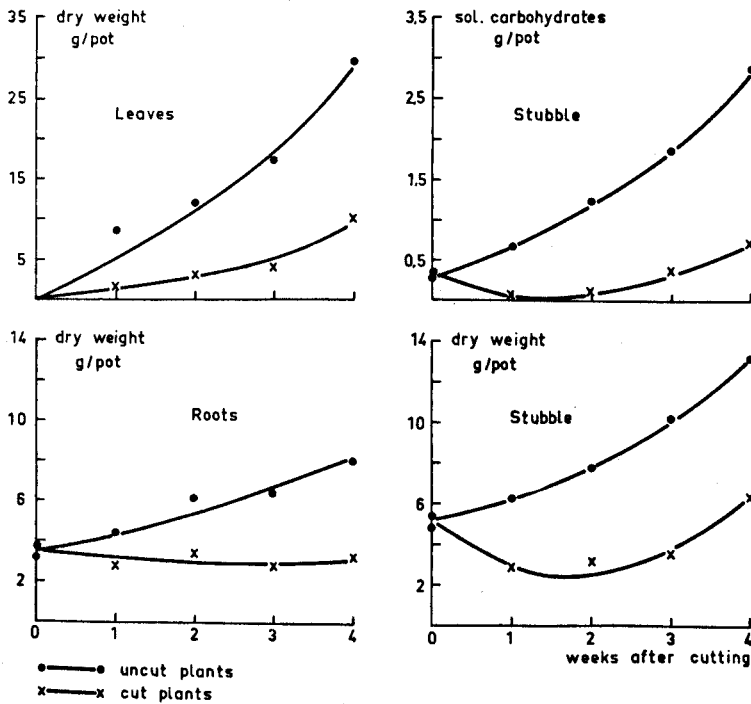 35
dry weight
g/pot
25
Leaves
15
5
3,5
sol. carbohydrates
g/pot
2,5
Stubble
1,5
0,5
14
dry weight
g/pot
10
Roots
6
2
0
1
2
3
4
14
dry weight
g/pot
10
Stubble
6
2
0
1
2
3
4
weeks after cutting
uncut plants
x x cut plants